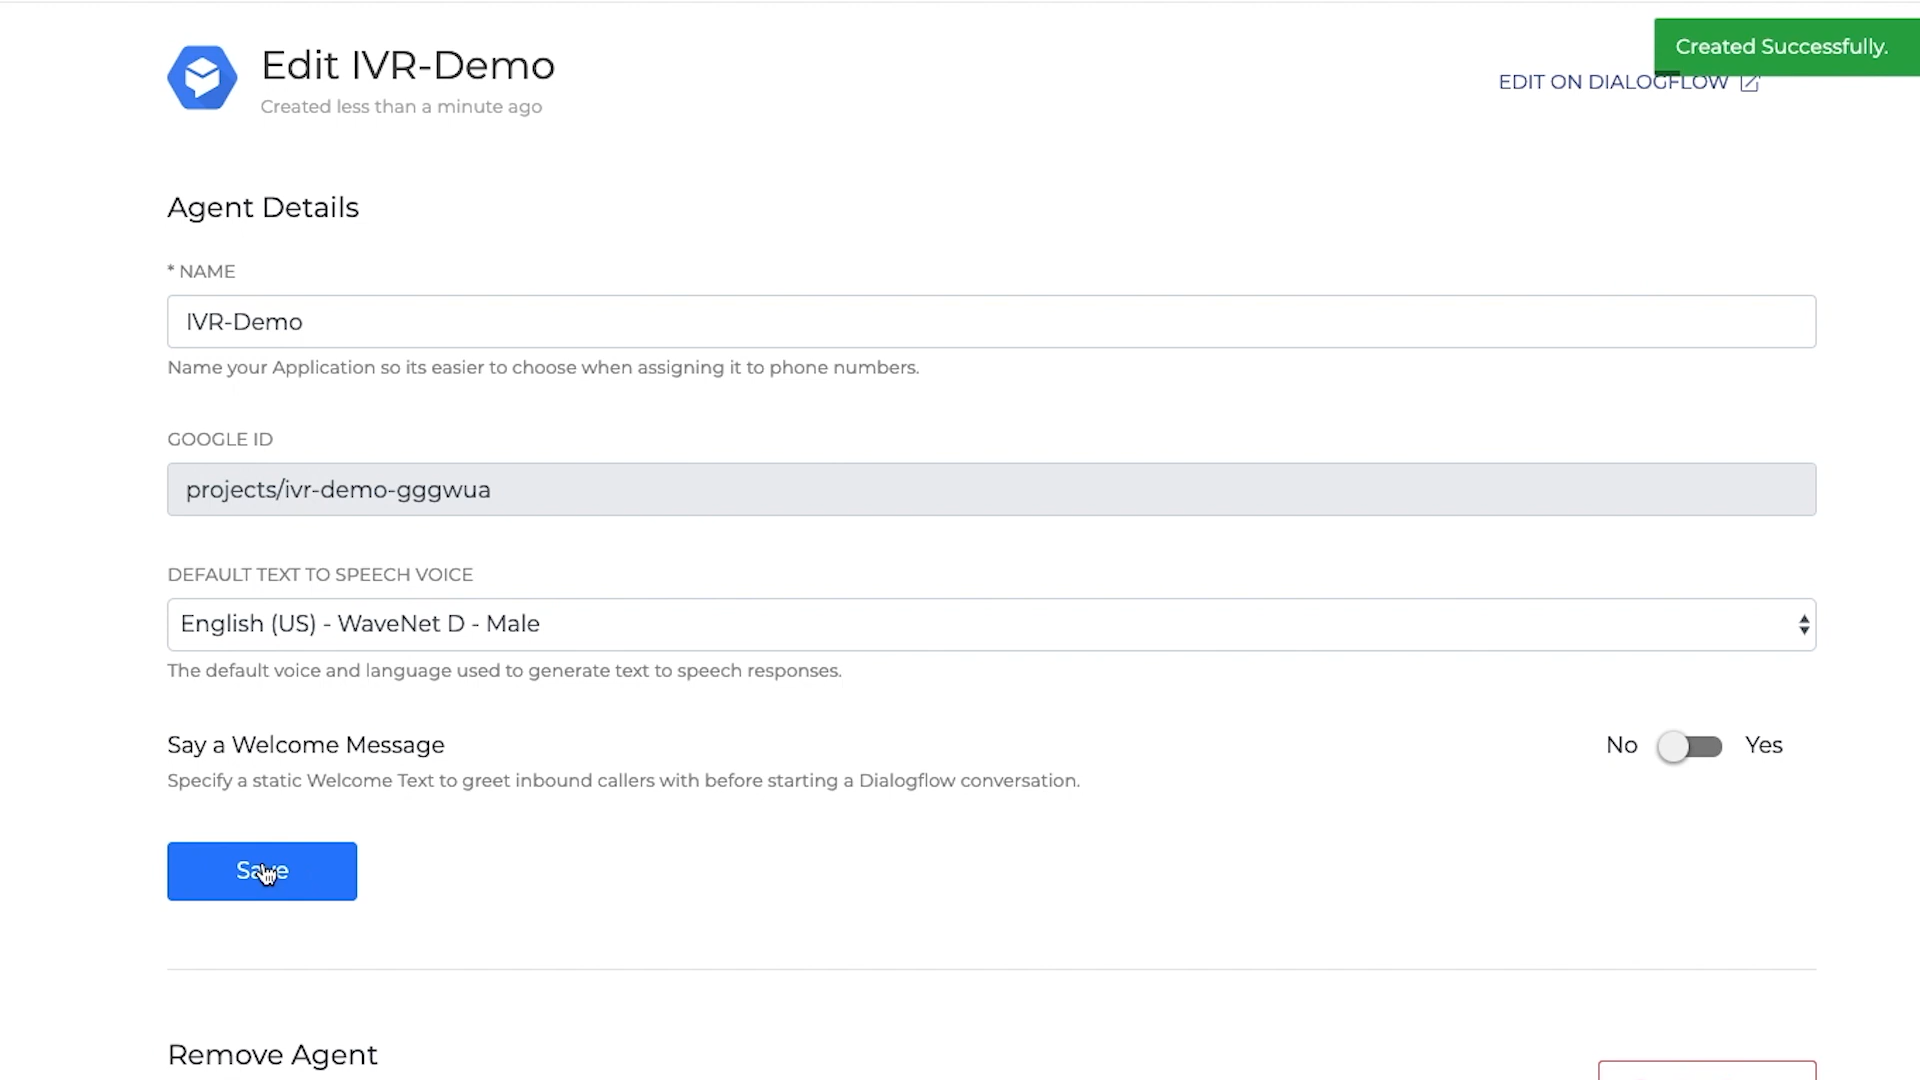 Created Successfully.
Edit IVR-Demo
EDIT ON DIALOGFLOW
Created less than a minute ago
Agent Details
* NAME
IVR-Demo
Name your Application so its easier to choose when assigning it to phone numbers.
GOOGLE ID
projects/ivr-demo-gggwua
DEFAULT TEXT TO SPEECH VOICE
English (US) - WaveNet D - Male
The default voice and language used to generate text to speech responses.
Say a Welcome Message
No Yes
Specify a static Welcome Text to greet inbound callers with before starting a Dialogflow conversation.
Save
Remove Agent